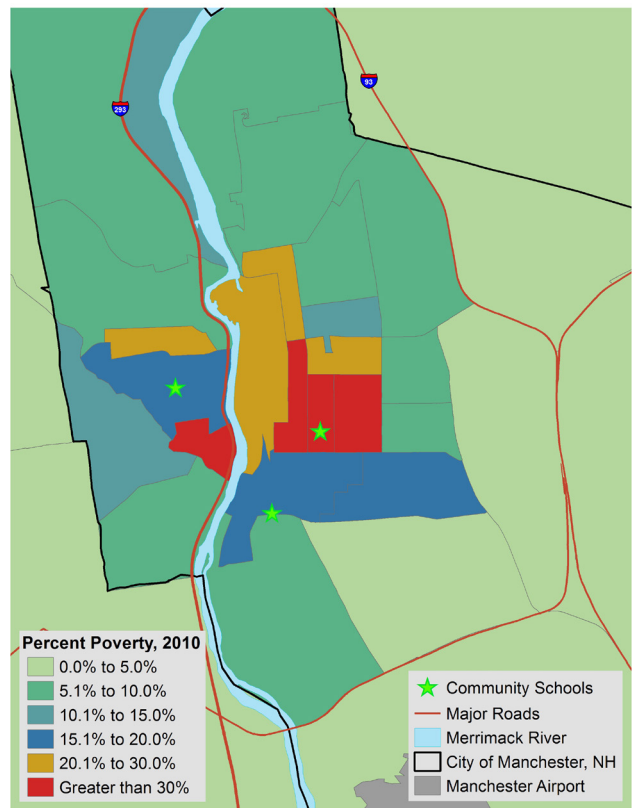 93
293
Percent Poverty, 2010
0.0% to 5.0%
5.1% to 10.0%
10.1% to 15.0%
15.1% to 20.0%
20.1% to 30.0%
Greater than 30%
Community Schools
Major Roads
Merrimack River
City of Manchester, NH
Manchester Airport